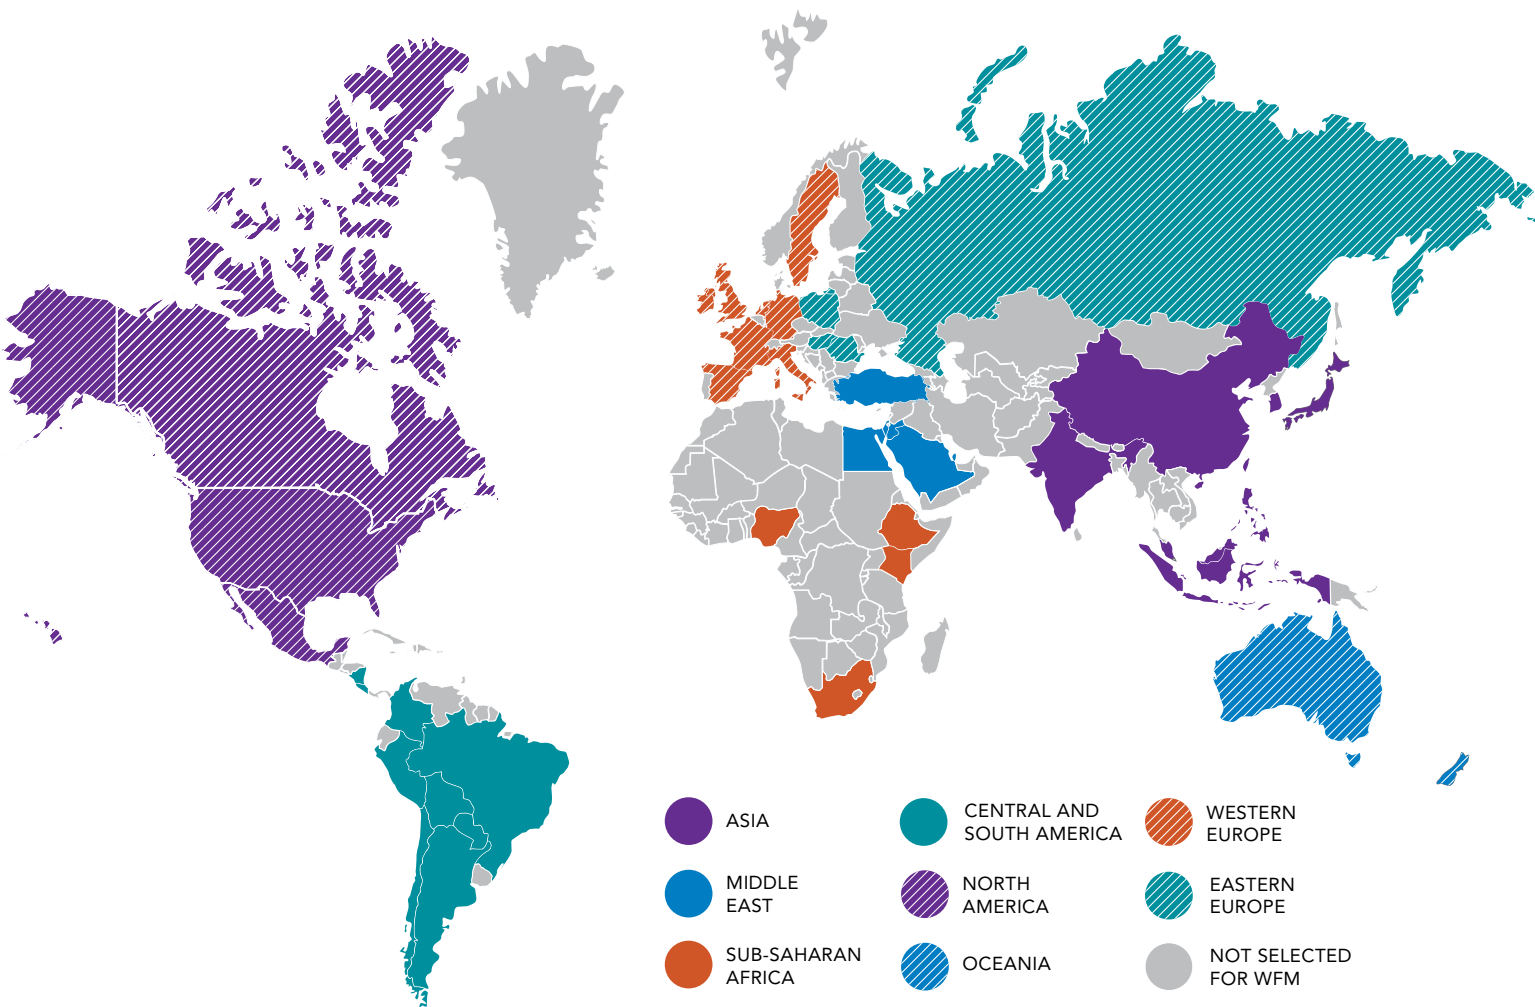 ASIA
MIDDLE
EAST
SUB-SAHARAN
AFRICA
CENTRAL AND
SOUTH AMERICA
NORTH
AMERICA
OCEANIA
WESTERN
EUROPE
EASTERN
EUROPE
NOT SELECTED
FOR WFM